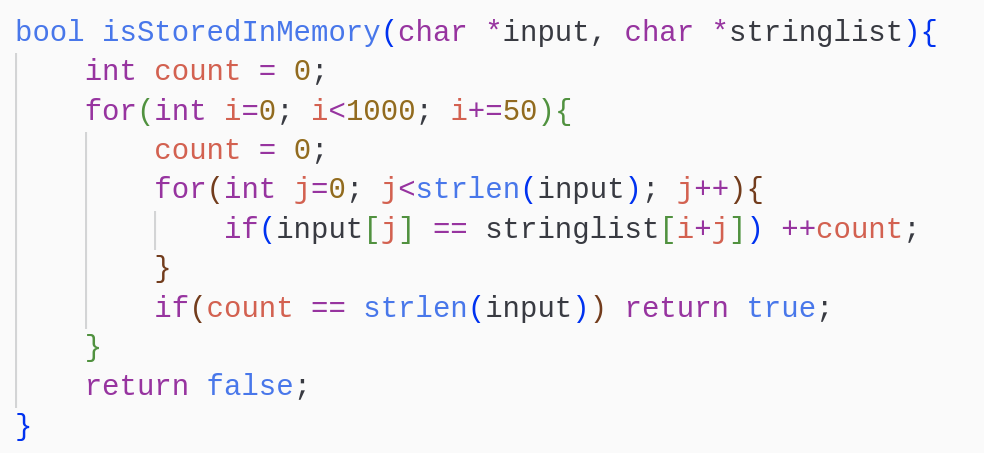 bool isStoredInMemory(char *input, char *stringlist){
    int count = 0;
    for(int i=0; i<1000; i+=50){
        count = 0;
        for(int j=0; j<strlen(input); j++){
            if(input[j] == stringlist[i+j]) ++count;
        }
        if(count == strlen(input)) return true;
    }
    return false;
}